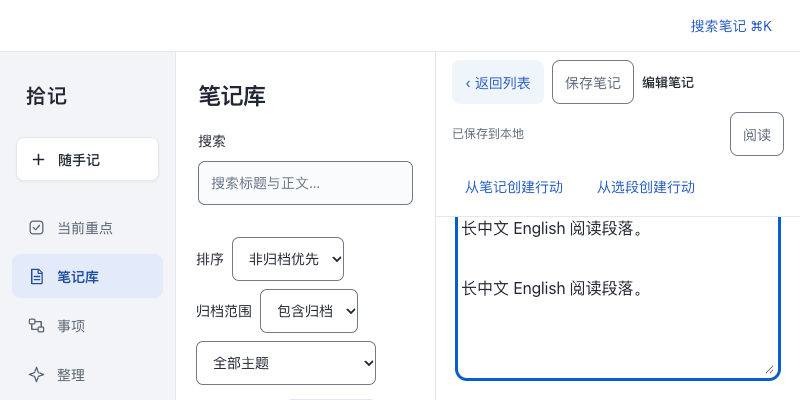 搜索笔记 ⌘K
拾记
随手记
当前重点
笔记库
事项
整理
笔记库
搜索
搜索标题与正文...
排序 非归档优先
归档范围 包含归档
全部主题
‹ 返回列表 保存笔记 编辑笔记
已保存到本地 阅读
从笔记创建行动 从选段创建行动
长中文 English 阅读段落。
长中文 English 阅读段落。